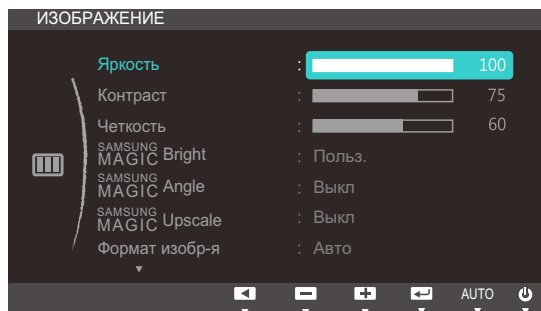 ИЗОБРАЖЕНИЕ
Яркость : 100
Контраст : 75
Четкость : 60
SAMSUNG MAGIC Bright : Польз.
SAMSUNG MAGIC Angle : Выкл
SAMSUNG MAGIC Upscale : Выкл
Формат изобр-я : Авто
AUTO